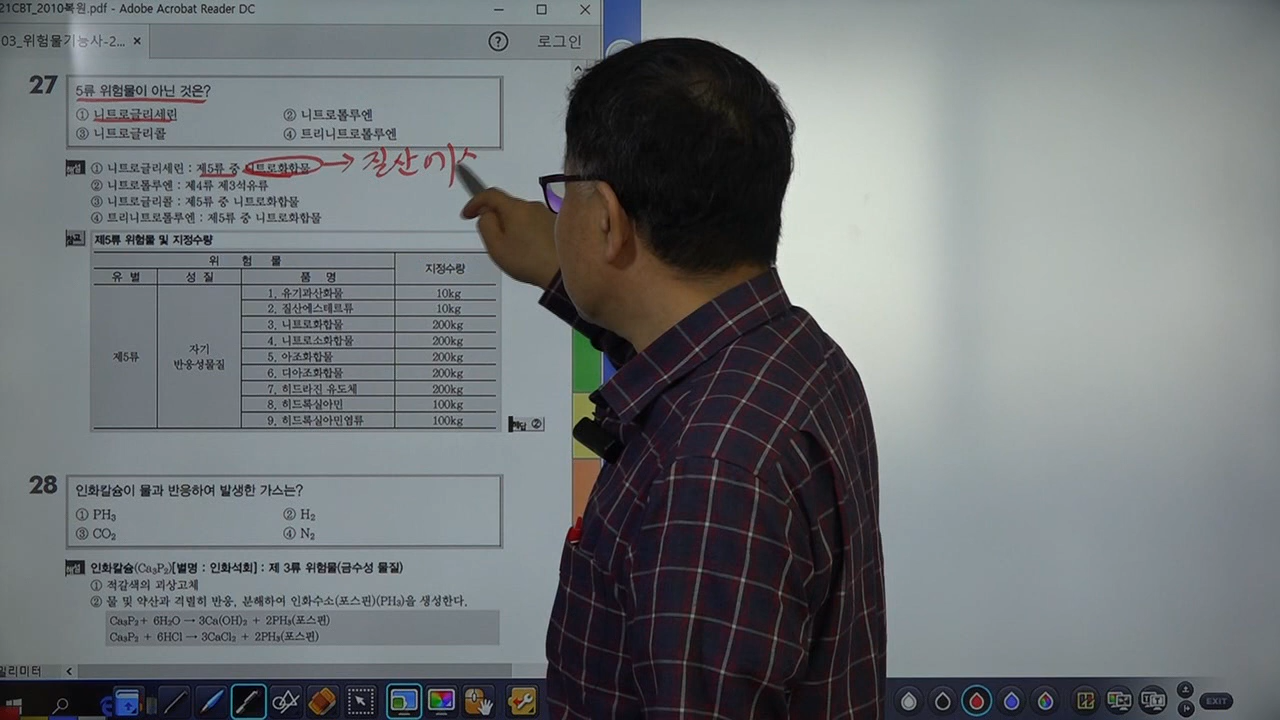 21CBT_2010복원.pdf - Adobe Acrobat Reader DC
03_위험물기능사-2... ×
로그인
27
5류 위험물이 아닌 것은?
① 니트로글리세린 ② 니트로톨루엔
③ 니트로글리콜 ④ 트리니트로톨루엔
해설 ① 니트로글리세린 : 제5류 중 니트로화합물 → 질산에스
② 니트로톨루엔 : 제4류 제3석유류
③ 니트로글리콜 : 제5류 중 니트로화합물
④ 트리니트로톨루엔 : 제5류 중 니트로화합물
참고 제5류 위험물 및 지정수량
위 험 물 지정수량
유 별 성 질 품 명
제5류 자기 반응성물질
1. 유기과산화물 10kg
2. 질산에스테르류 10kg
3. 니트로화합물 200kg
4. 니트로소화합물 200kg
5. 아조화합물 200kg
6. 디아조화합물 200kg
7. 히드라진 유도체 200kg
8. 히드록실아민 100kg
9. 히드록실아민염류 100kg
해답 ②
28
인화칼슘이 물과 반응하여 발생한 가스는?
① PH₃ ② H₂
③ CO₂ ④ N₂
해설 인화칼슘(Ca₃P₂)[별명 : 인화석회] : 제 3류 위험물(금수성 물질)
① 적갈색의 괴상고체
② 물 및 약산과 격렬히 반응, 분해하여 인화수소(포스핀)(PH₃)을 생성한다.
Ca₃P₂ + 6H₂O → 3Ca(OH)₂ + 2PH₃(포스핀)
Ca₃P₂ + 6HCl → 3CaCl₂ + 2PH₃(포스핀)
말리미터
EXIT